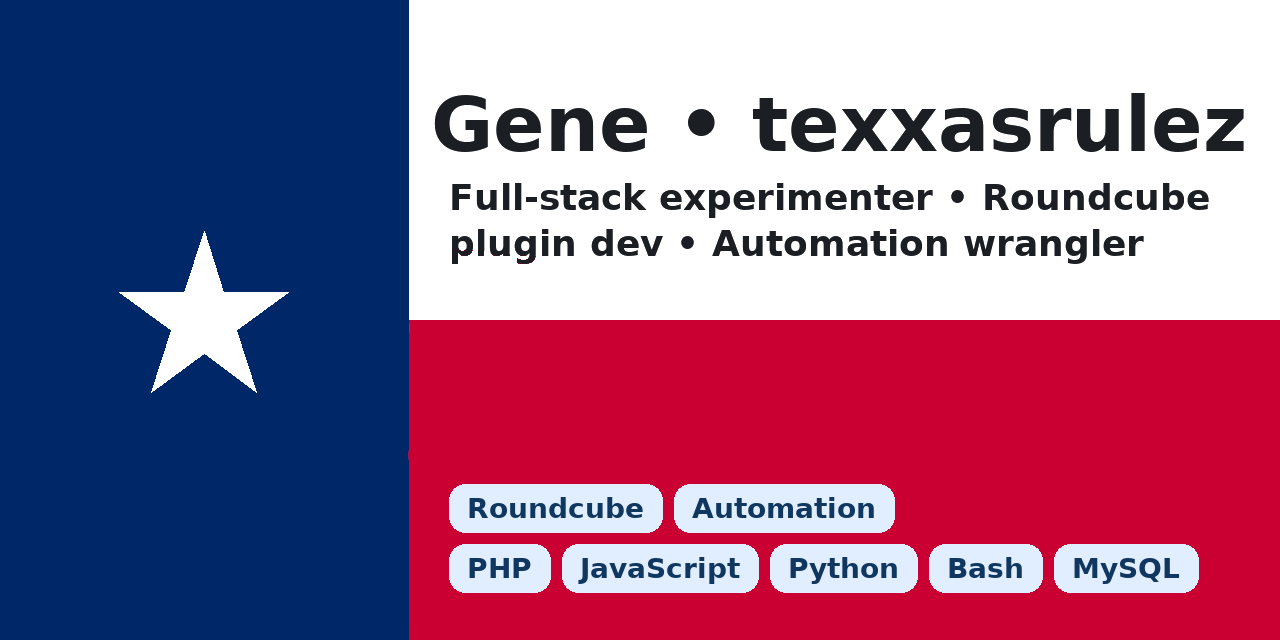 Gene • texxasrulez
Full-stack experimenter • Roundcube
plugin dev • Automation wrangler
Roundcube Automation
PHP JavaScript Python Bash MySQL